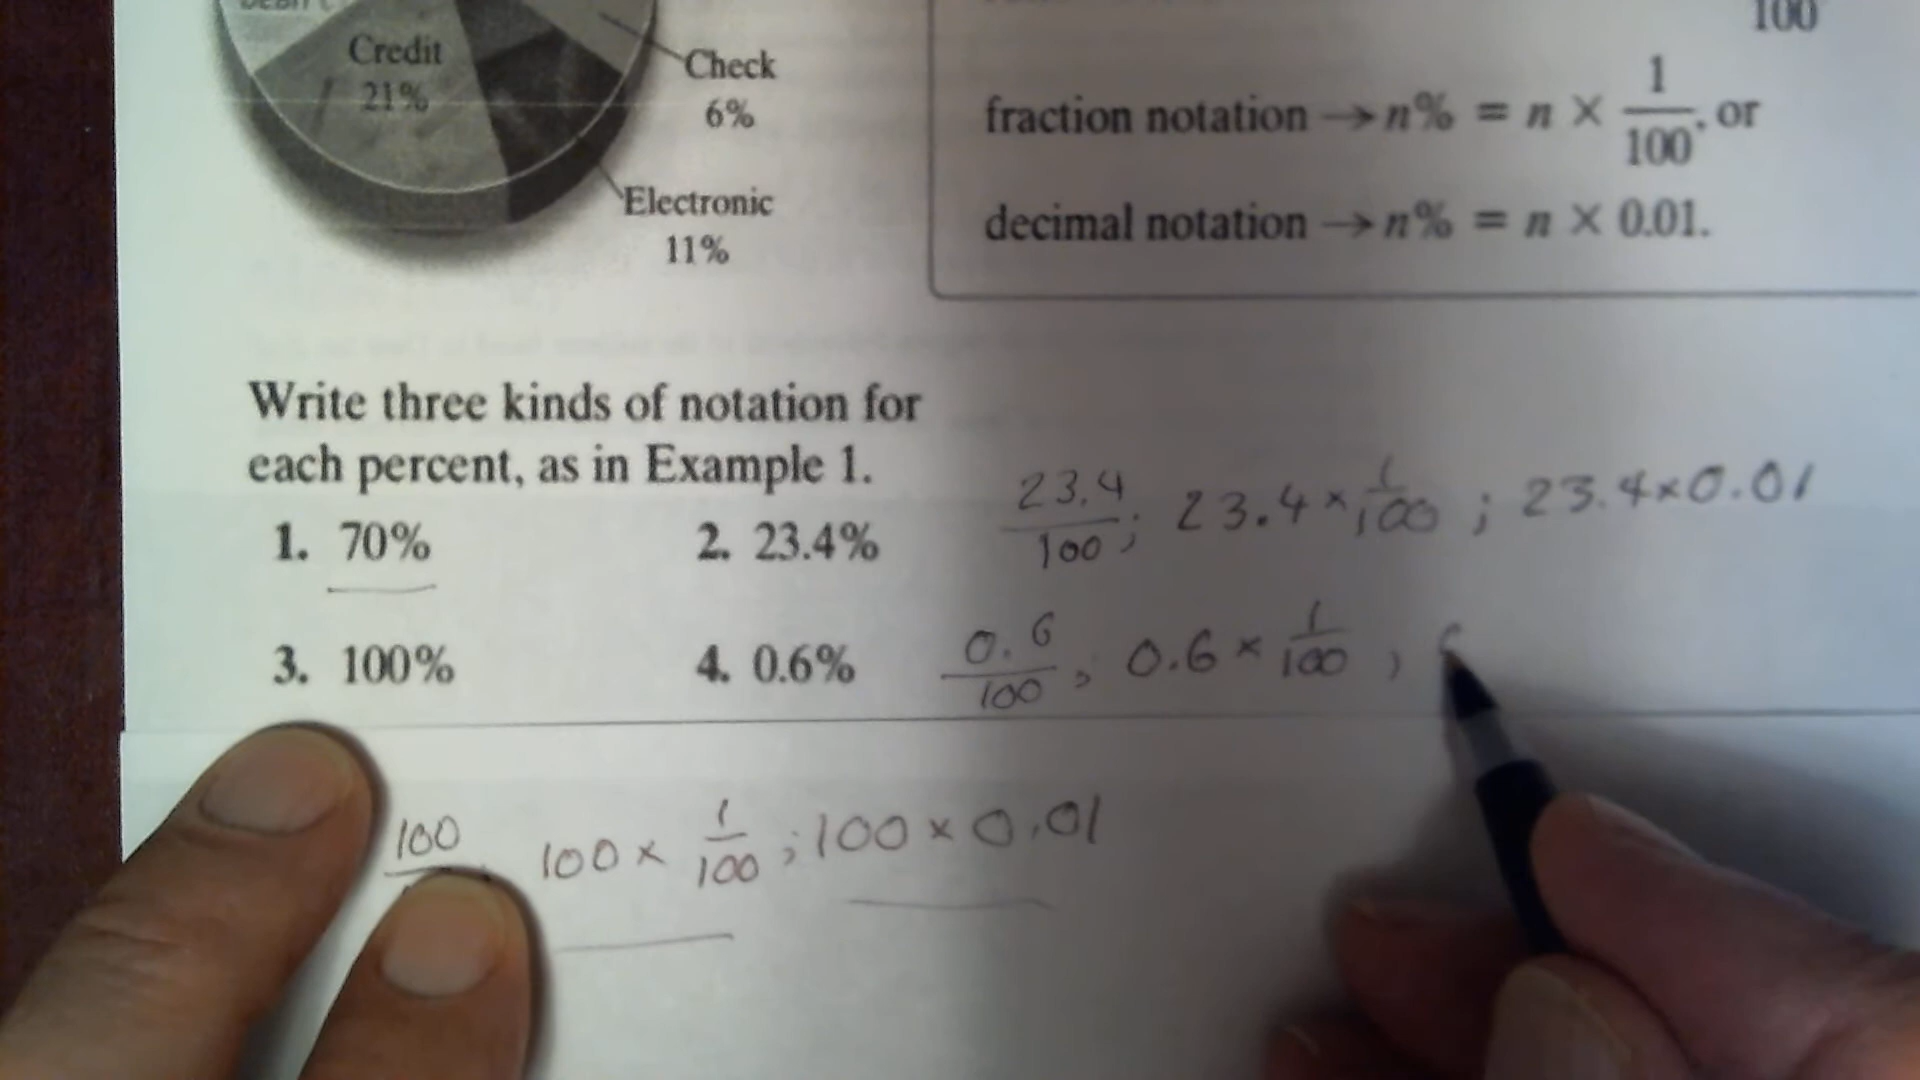 Credit
21%
Check
6%
Electronic
11%
100
fraction notation → n% = n × 1/100, or
decimal notation → n% = n × 0.01.
Write three kinds of notation for
each percent, as in Example 1.
1. 70%
2. 23.4%
23.4/100 ; 23.4 × 1/100 ; 23.4 × 0.01
3. 100%
4. 0.6%
0.6/100 , 0.6 × 1/100 ,
100 100 × 1/100 ; 100 × 0.01